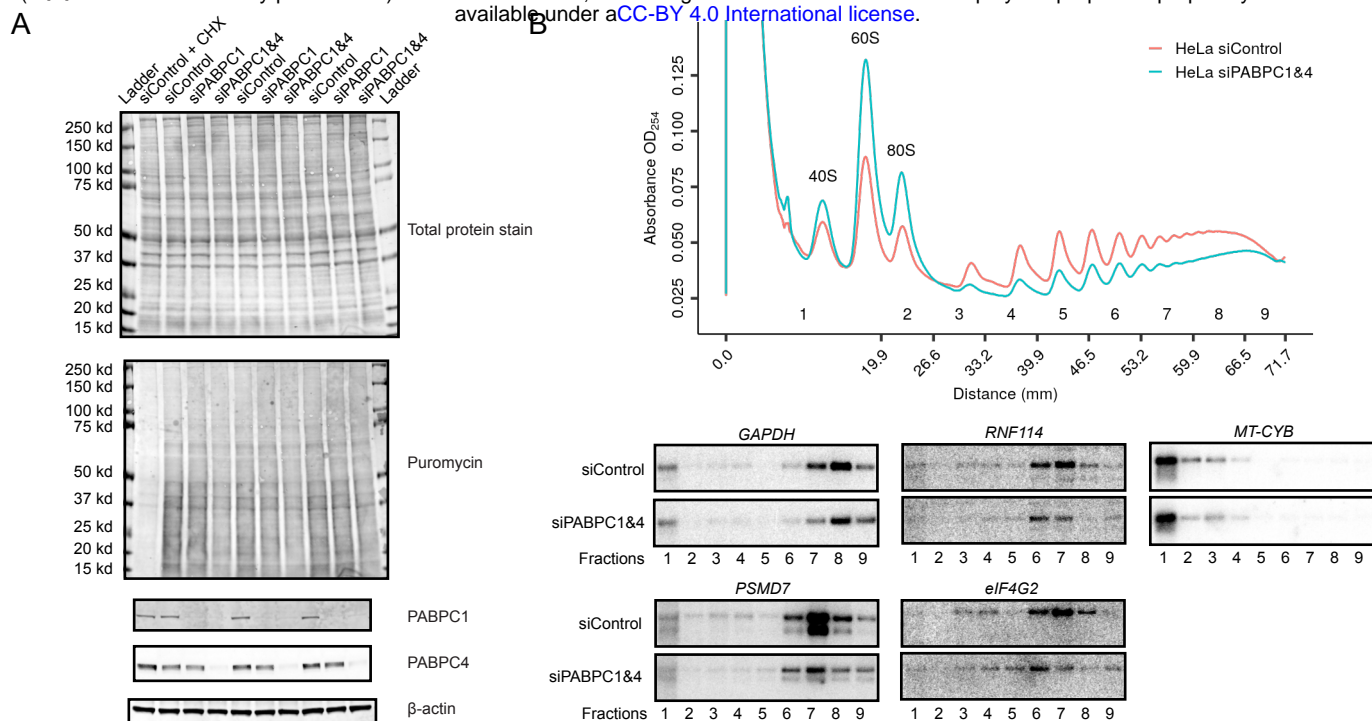 available under aCC-BY 4.0 International license.
A
B
Ladder
siControl + CHX
siControl
siPABPC1
siPABPC1&4
siControl
siPABPC1
siPABPC1&4
siControl
siPABPC1
siPABPC1&4
Ladder
250 kd
150 kd
100 kd
75 kd
50 kd
37 kd
25 kd
20 kd
15 kd
Total protein stain
250 kd
150 kd
100 kd
75 kd
50 kd
37 kd
25 kd
20 kd
15 kd
Puromycin
PABPC1
PABPC4
β-actin
Absorbance OD254
0.125
0.100
0.075
0.050
0.025
60S
80S
40S
HeLa siControl
HeLa siPABPC1&4
1 2 3 4 5 6 7 8 9
0.0 19.9 26.6 33.2 39.9 46.5 53.2 59.9 66.5 71.7
Distance (mm)
GAPDH RNF114 MT-CYB
siControl
siPABPC1&4
Fractions 1 2 3 4 5 6 7 8 9 1 2 3 4 5 6 7 8 9 1 2 3 4 5 6 7 8 9
PSMD7 eIF4G2
siControl
siPABPC1&4
Fractions 1 2 3 4 5 6 7 8 9 1 2 3 4 5 6 7 8 9